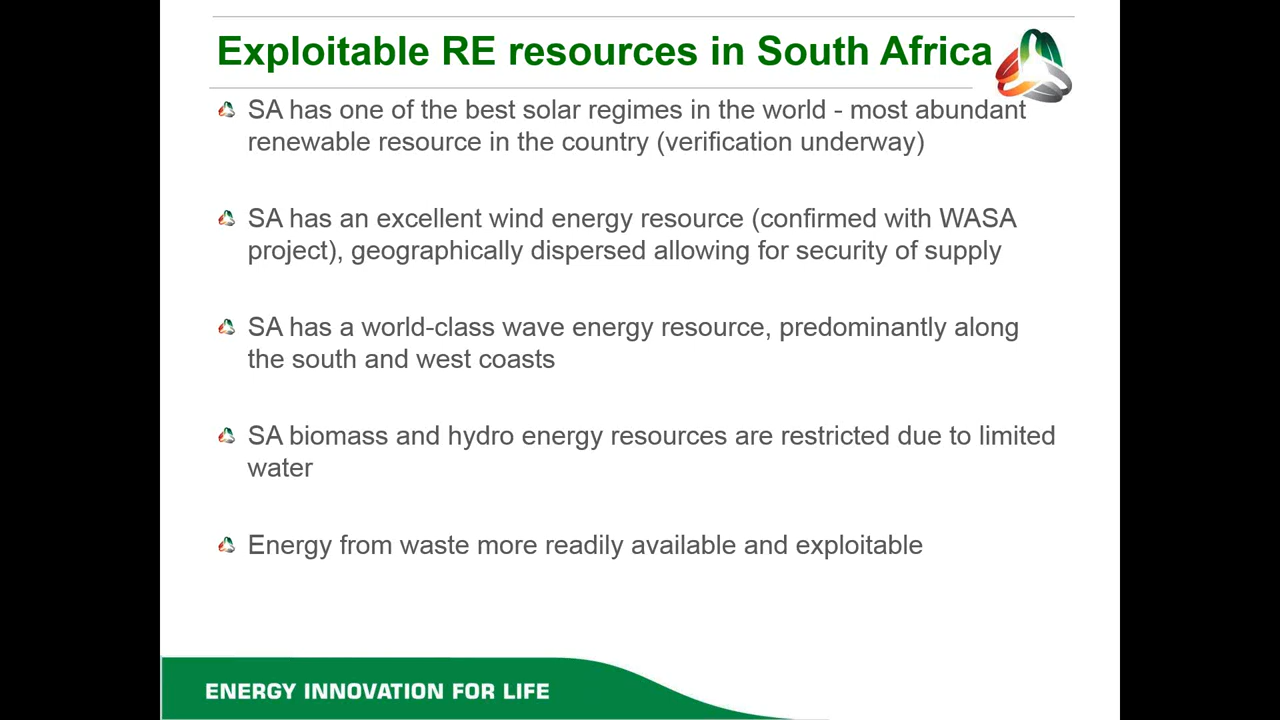 Exploitable RE resources in South Africa
SA has one of the best solar regimes in the world - most abundant
renewable resource in the country (verification underway)
SA has an excellent wind energy resource (confirmed with WASA
project), geographically dispersed allowing for security of supply
SA has a world-class wave energy resource, predominantly along
the south and west coasts
SA biomass and hydro energy resources are restricted due to limited
water
Energy from waste more readily available and exploitable
ENERGY INNOVATION FOR LIFE